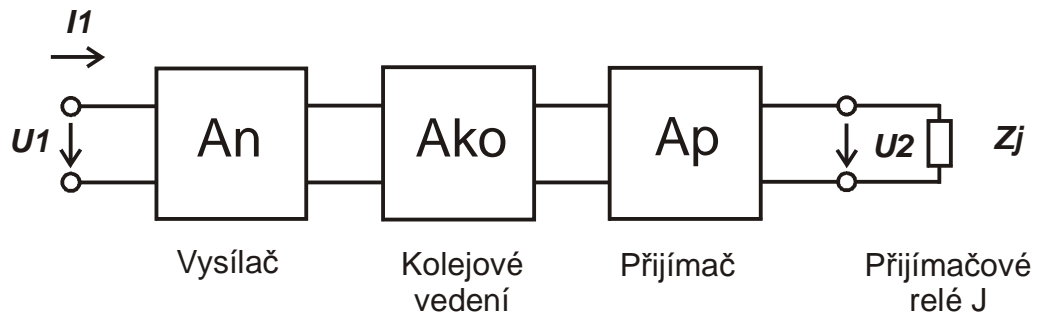 I1
U1
An
Ako
Ap
U2
Zj
Vysílač
Kolejové
vedení
Přijímač
Přijímačové
relé J